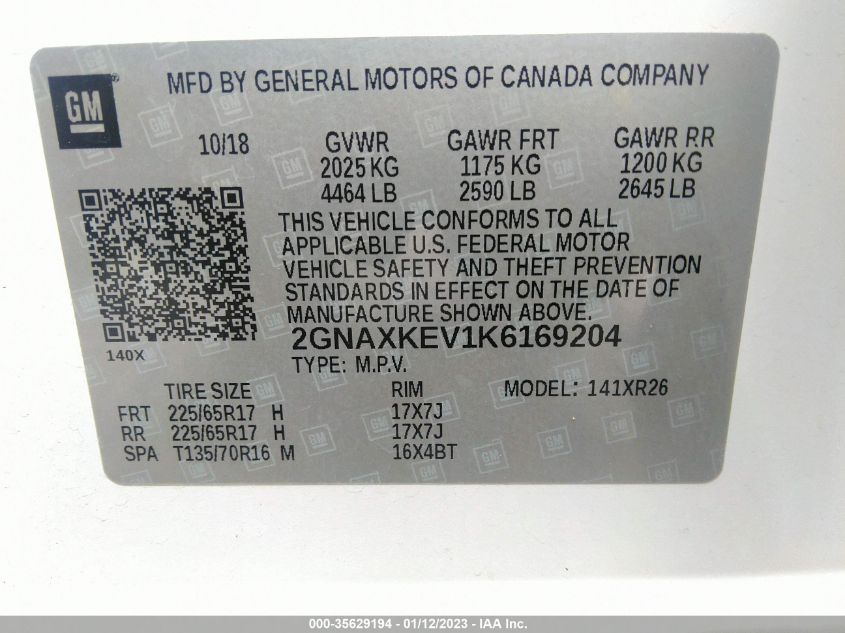 MFD BY GENERAL MOTORS OF CANADA COMPANY
GM
10/18 GVWR GAWR FRT GAWR RR
2025 KG 1175 KG 1200 KG
4464 LB 2590 LB 2645 LB
THIS VEHICLE CONFORMS TO ALL
APPLICABLE U.S. FEDERAL MOTOR
VEHICLE SAFETY AND THEFT PREVENTION
STANDARDS IN EFFECT ON THE DATE OF
MANUFACTURE SHOWN ABOVE.
2GNAXKEV1K6169204
140X TYPE: M.P.V.
TIRE SIZE RIM MODEL: 141XR26
FRT 225/65R17 H 17X7J
RR 225/65R17 H 17X7J
SPA T135/70R16 M 16X4BT
000-35629194 - 01/12/2023 - IAA Inc.